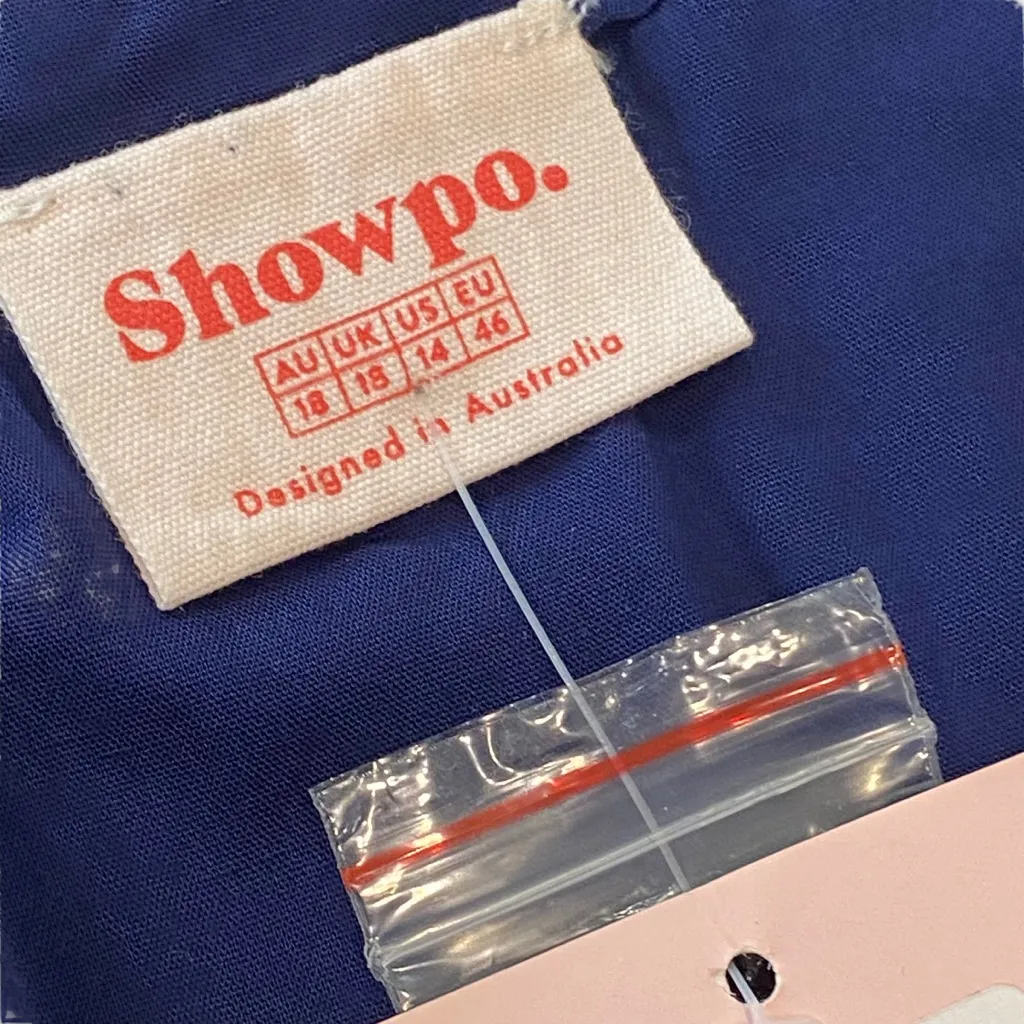 Showpo.
AU UK US EU
18 18 14 46
Designed in Australia